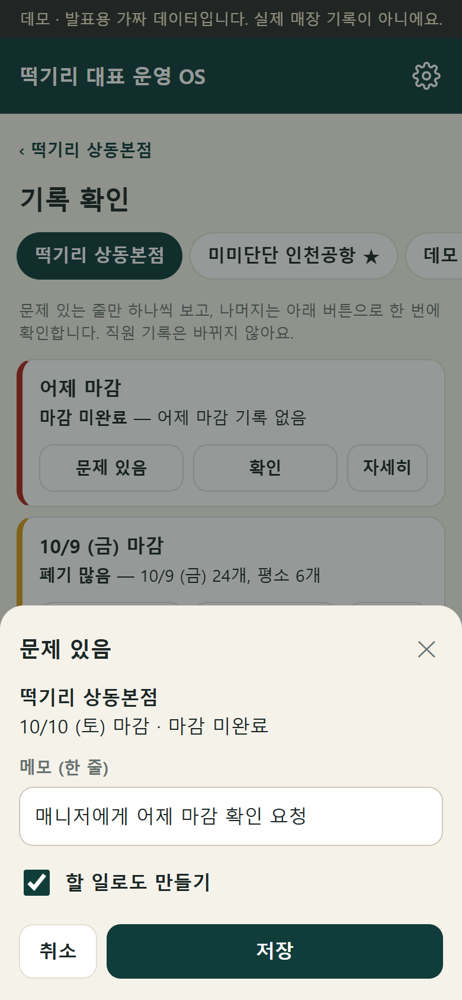 데모 · 발표용 가짜 데이터입니다. 실제 매장 기록이 아니에요.
떡기리 대표 운영 OS
‹ 떡기리 상동본점
기록 확인
떡기리 상동본점
미미단단 인천공항 ★
데모
문제 있는 줄만 하나씩 보고, 나머지는 아래 버튼으로 한 번에
확인합니다. 직원 기록은 바뀌지 않아요.
어제 마감
마감 미완료 — 어제 마감 기록 없음
문제 있음
확인
자세히
10/9 (금) 마감
폐기 많음 — 10/9 (금) 24개, 평소 6개
문제 있음
떡기리 상동본점
10/10 (토) 마감 · 마감 미완료
메모 (한 줄)
매니저에게 어제 마감 확인 요청
할 일로도 만들기
취소
저장